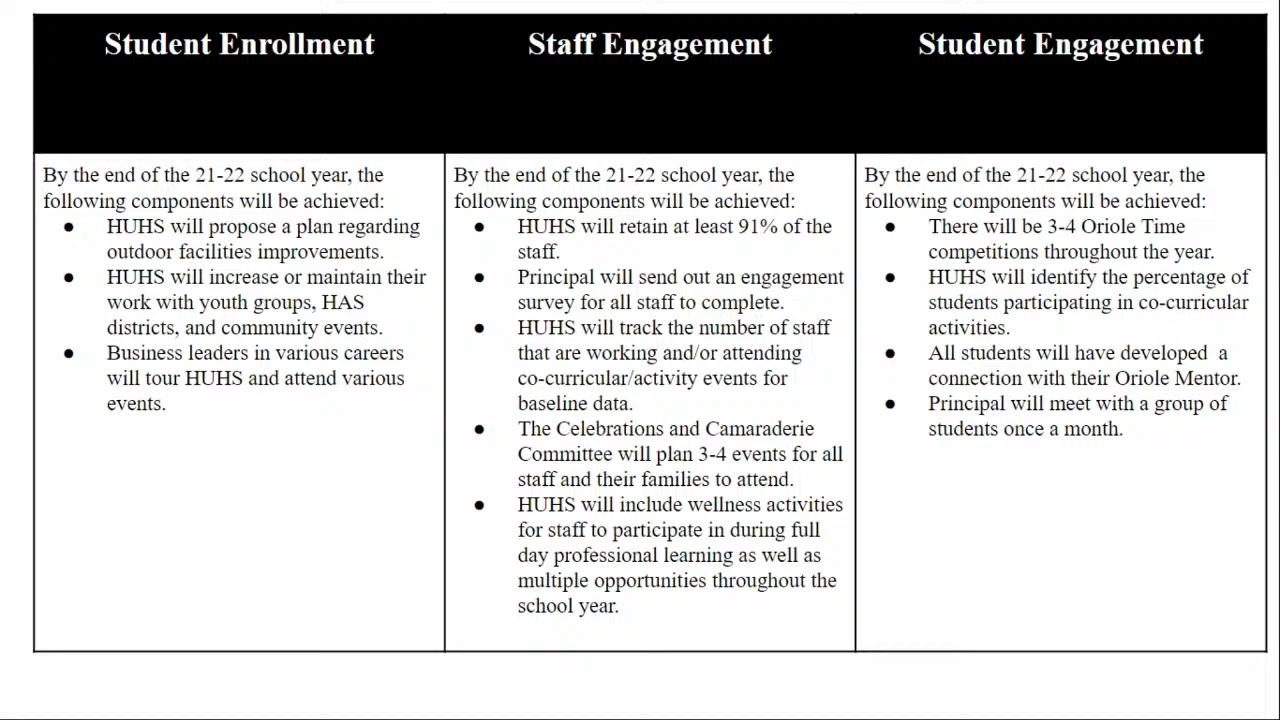 Student Enrollment
Staff Engagement
Student Engagement
By the end of the 21-22 school year, the
following components will be achieved:
● HUHS will propose a plan regarding
outdoor facilities improvements.
● HUHS will increase or maintain their
work with youth groups, HAS
districts, and community events.
● Business leaders in various careers
will tour HUHS and attend various
events.
By the end of the 21-22 school year, the
following components will be achieved:
● HUHS will retain at least 91% of the
staff.
● Principal will send out an engagement
survey for all staff to complete.
● HUHS will track the number of staff
that are working and/or attending
co-curricular/activity events for
baseline data.
● The Celebrations and Camaraderie
Committee will plan 3-4 events for all
staff and their families to attend.
● HUHS will include wellness activities
for staff to participate in during full
day professional learning as well as
multiple opportunities throughout the
school year.
By the end of the 21-22 school year, the
following components will be achieved:
● There will be 3-4 Oriole Time
competitions throughout the year.
● HUHS will identify the percentage of
students participating in co-curricular
activities.
● All students will have developed  a
connection with their Oriole Mentor.
● Principal will meet with a group of
students once a month.